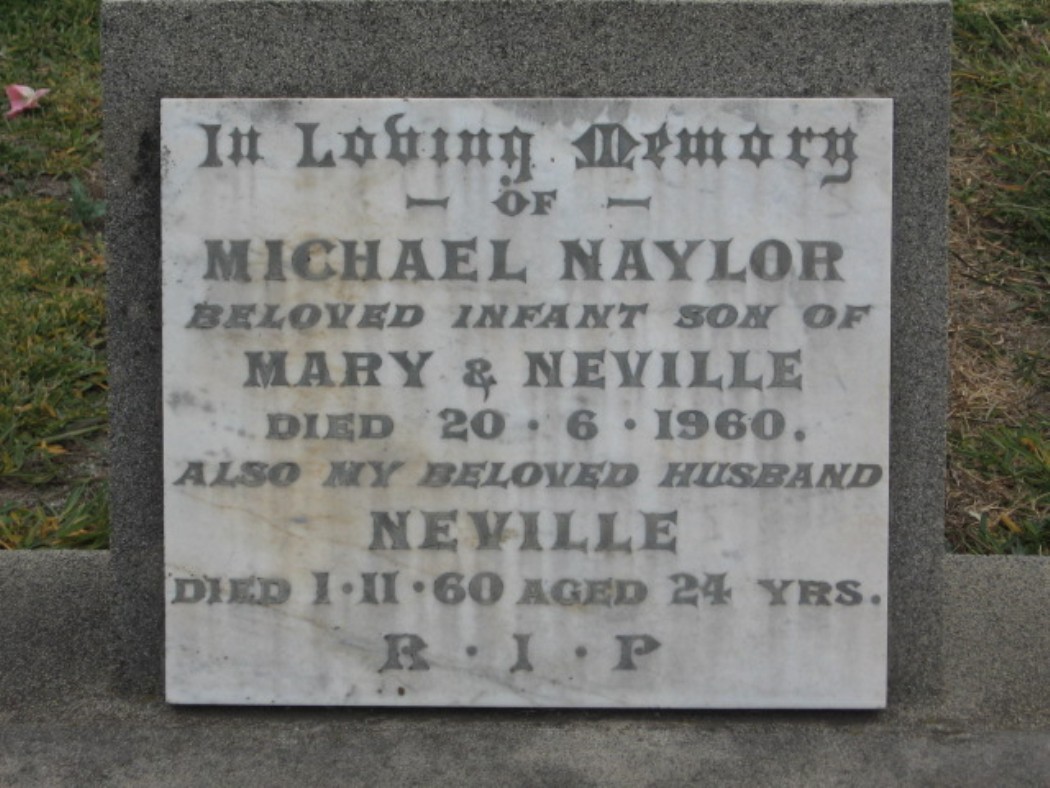 In Loving Memory
— OF —
MICHAEL NAYLOR
BELOVED INFANT SON OF
MARY & NEVILLE
DIED 20 · 6 · 1960.
ALSO MY BELOVED HUSBAND
NEVILLE
DIED 1·11·60 AGED 24 YRS.
R · I · P